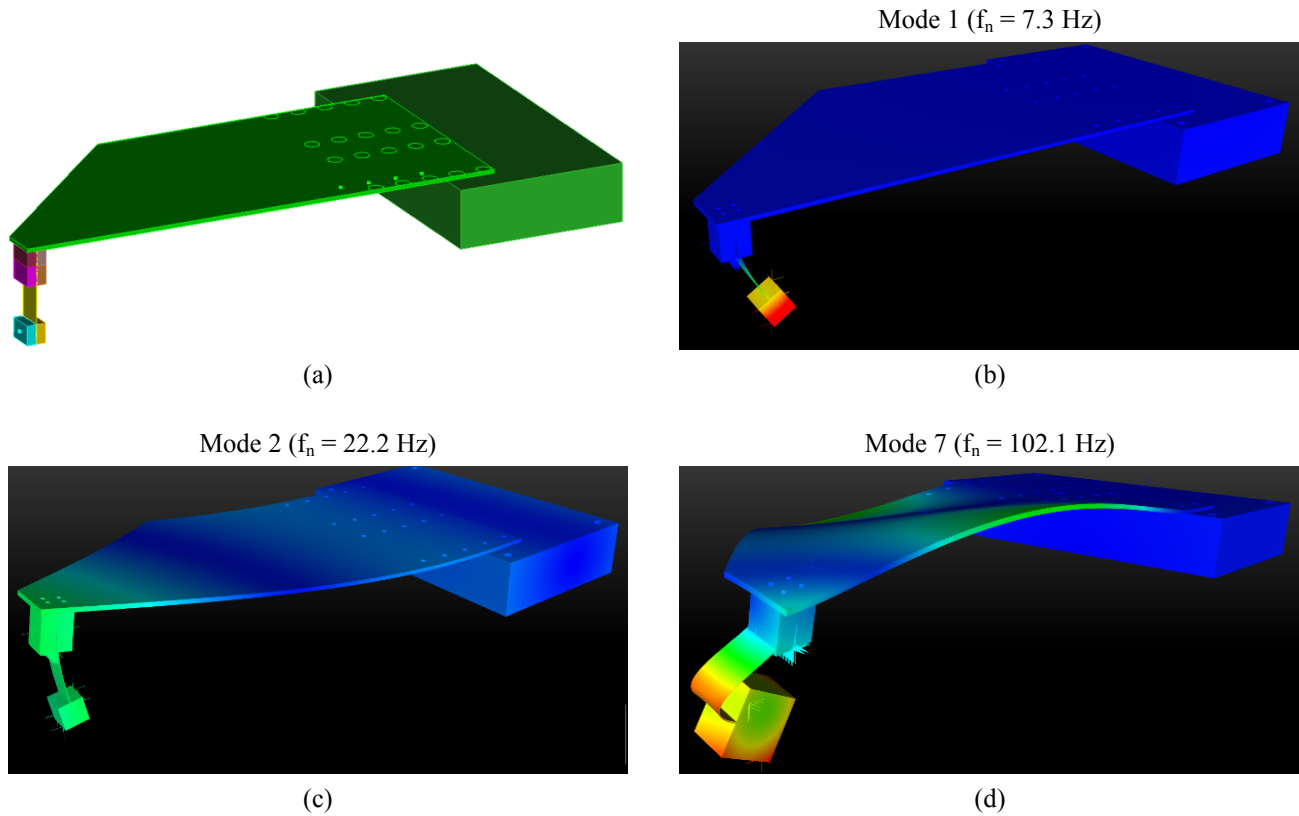 Mode 1 (fₙ = 7.3 Hz)
(a)
(b)
Mode 2 (fₙ = 22.2 Hz)
Mode 7 (fₙ = 102.1 Hz)
(c)
(d)